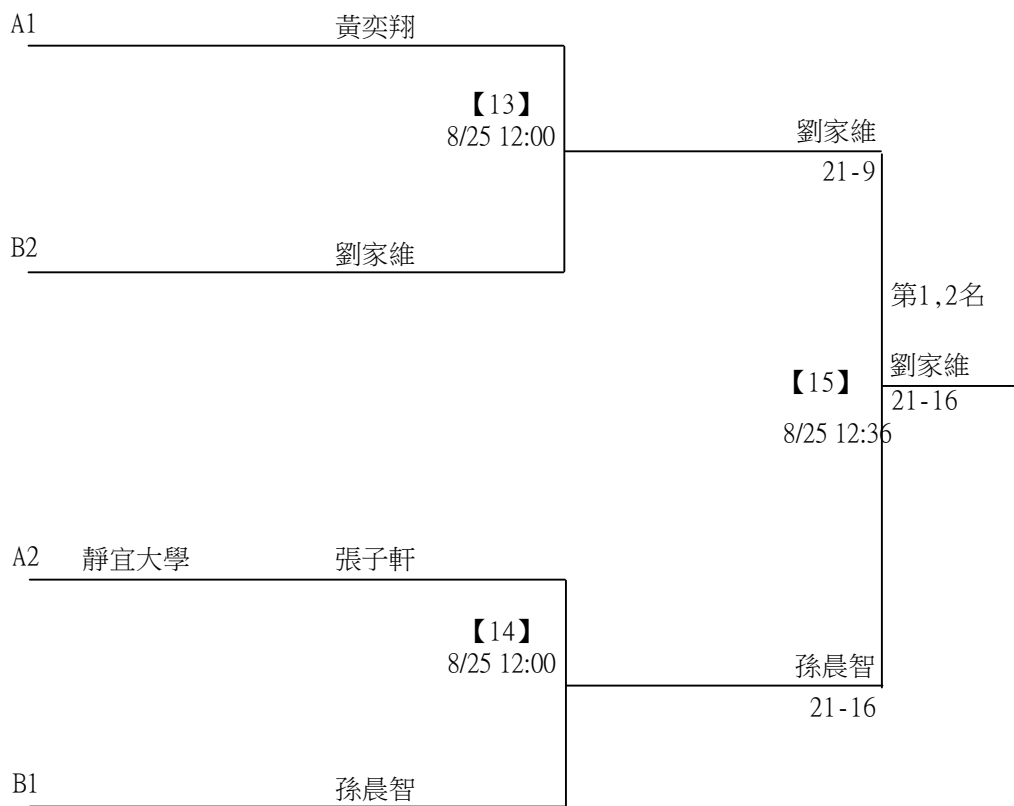 A1 黃奕翔
【13】
8/25 12:00
劉家維
21-9
B2 劉家維
第1,2名
劉家維
【15】
21-16
8/25 12:36
A2 靜宜大學 張子軒
【14】
8/25 12:00
孫晨智
21-16
B1 孫晨智